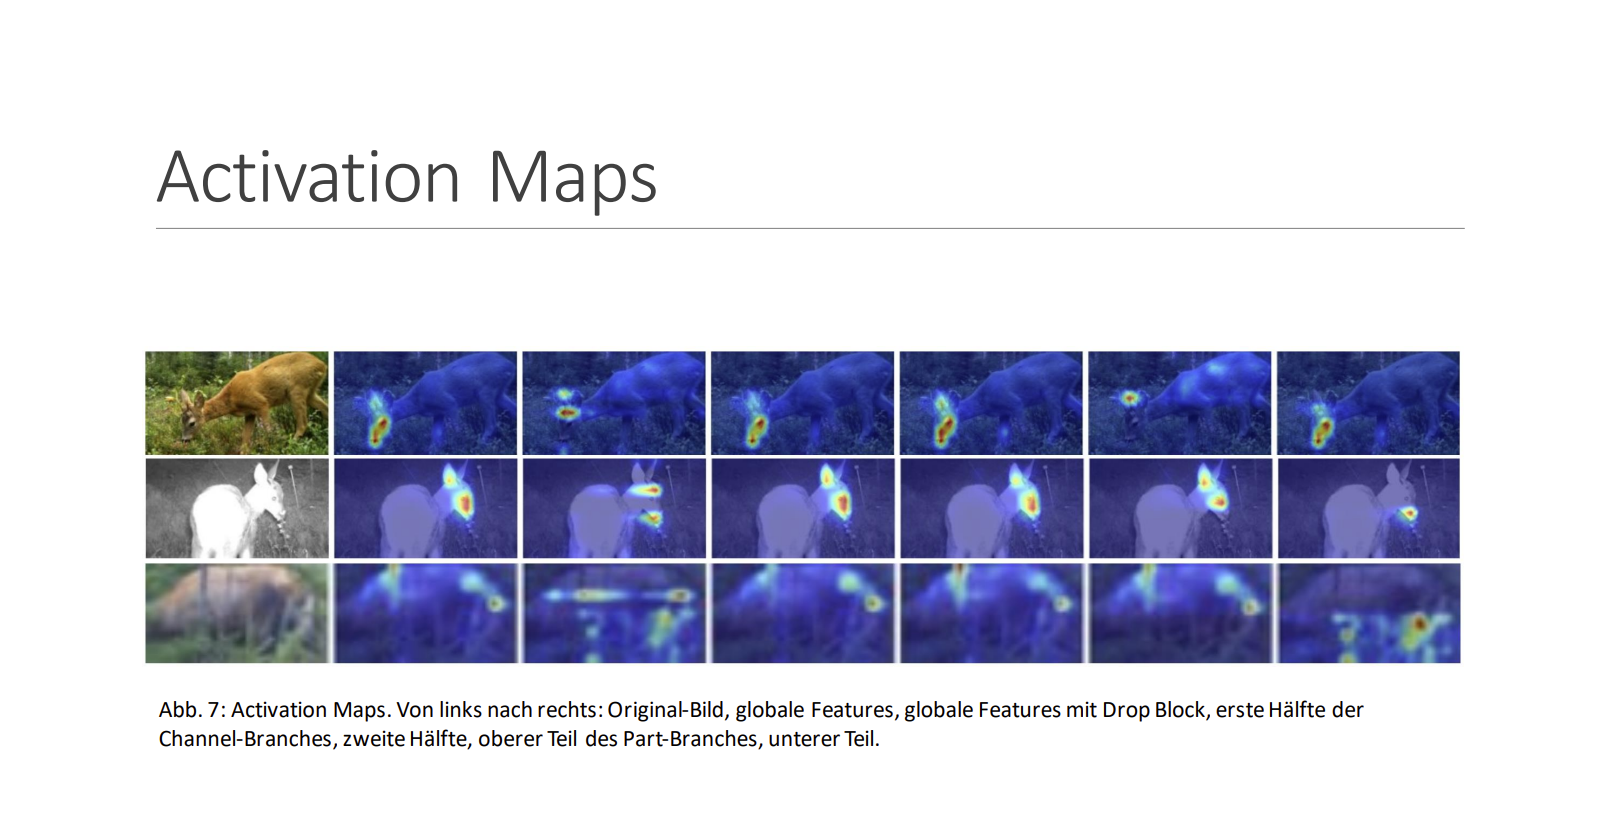 Activation Maps
Abb. 7: Activation Maps. Von links nach rechts: Original-Bild, globale Features, globale Features mit Drop Block, erste Hälfte der
Channel-Branches, zweite Hälfte, oberer Teil des Part-Branches, unterer Teil.